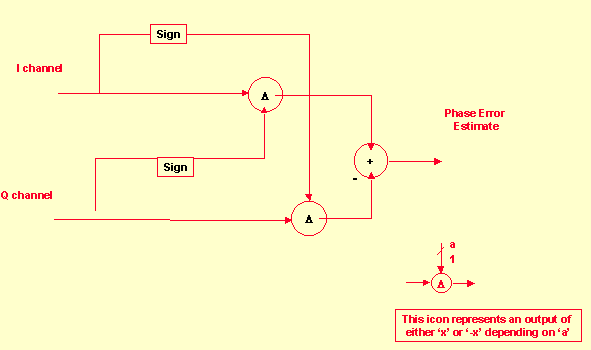 Sign
I channel
Λ
Phase Error
Estimate
+
-
Sign
Q channel
Λ
a
1
Λ
This icon represents an output of
either ‘x’ or ‘-x’ depending on ‘a’